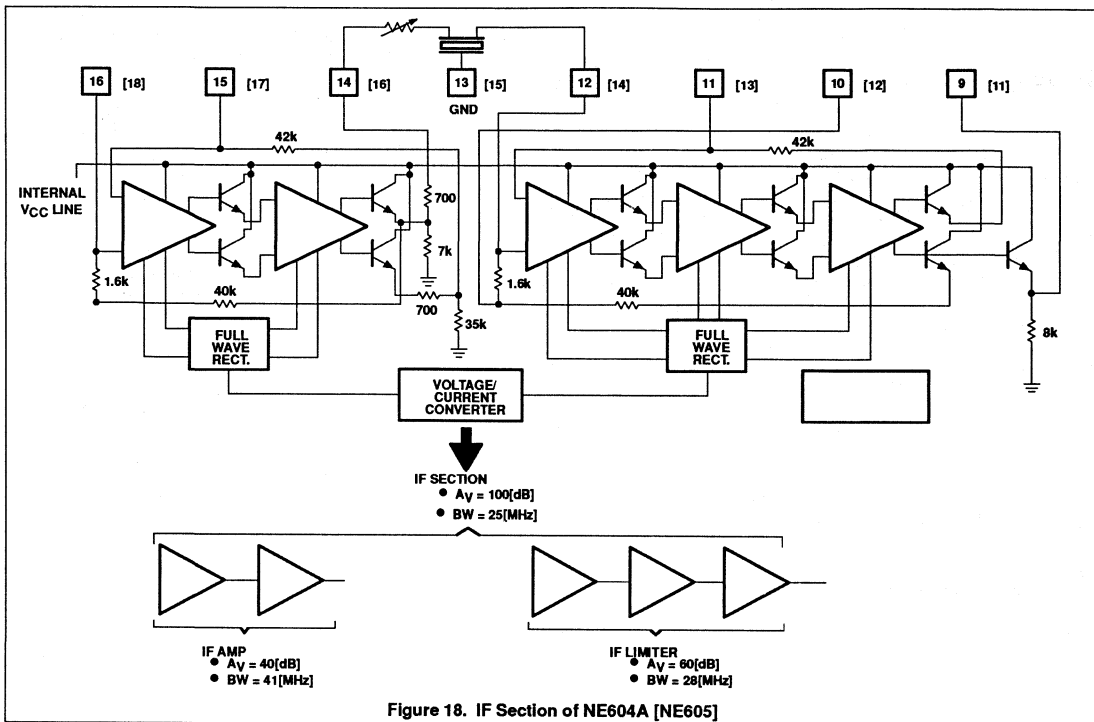 16 [18]
15 [17]
14 [16]
13 [15]
GND
12 [14]
11 [13]
10 [12]
9 [11]
42k
42k
INTERNAL
VCC LINE
700
7k
1.6k
40k
700
35k
1.6k
40k
8k
FULL
WAVE
RECT.
FULL
WAVE
RECT.
VOLTAGE/
CURRENT
CONVERTER
IF SECTION
● AV = 100[dB]
● BW = 25[MHz]
IF AMP
● AV = 40[dB]
● BW = 41[MHz]
IF LIMITER
● AV = 60[dB]
● BW = 28[MHz]
Figure 18. IF Section of NE604A [NE605]